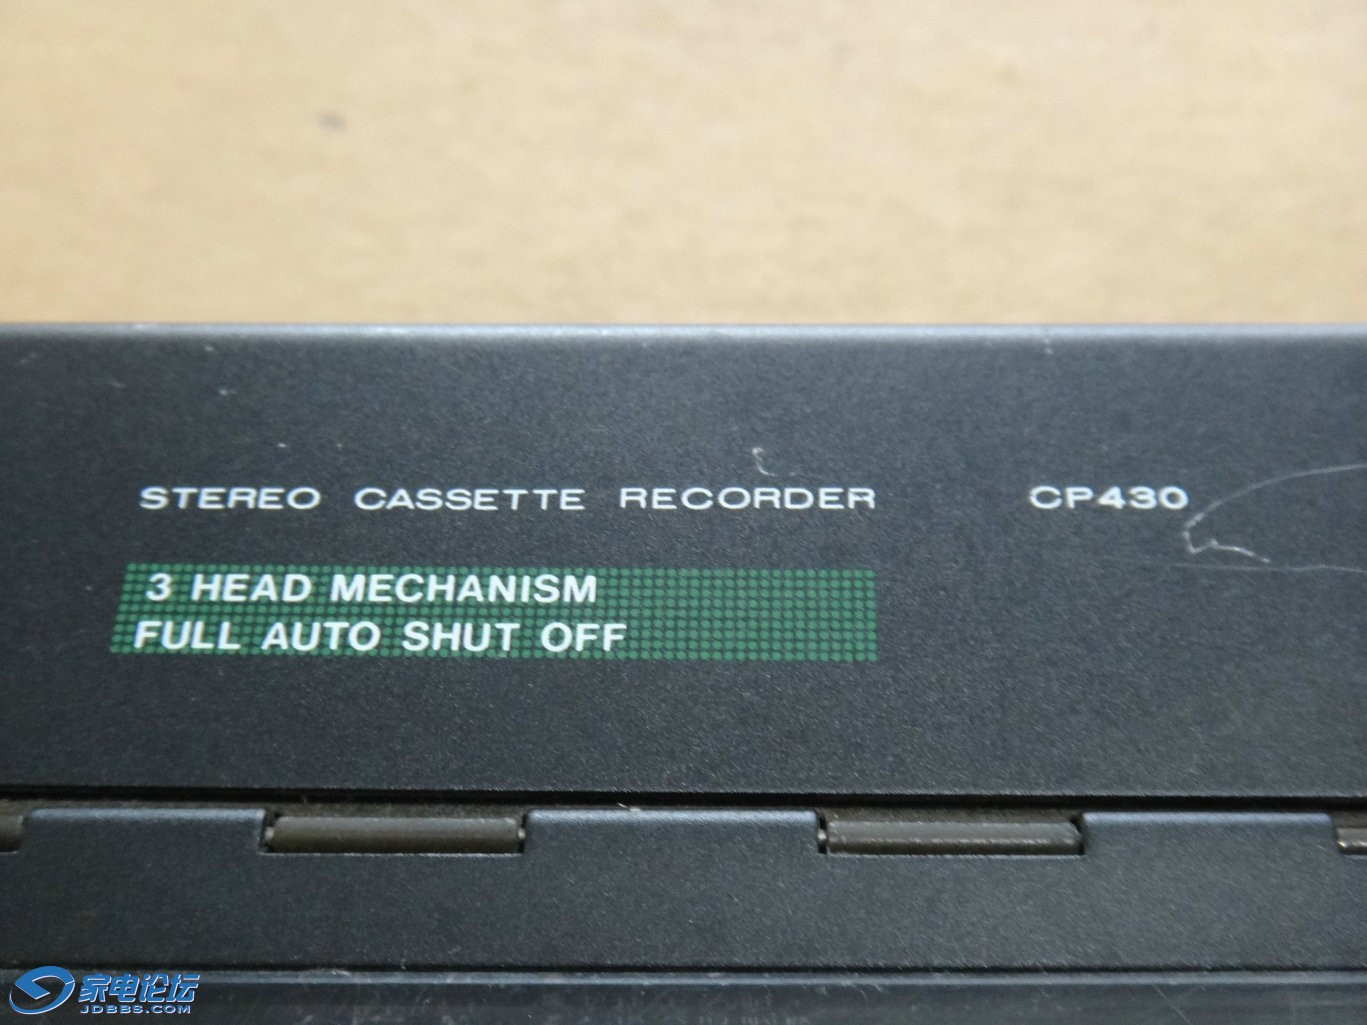 STEREO CASSETTE RECORDER CP430
3 HEAD MECHANISM
FULL AUTO SHUT OFF
家电论坛
JDBBS.COM